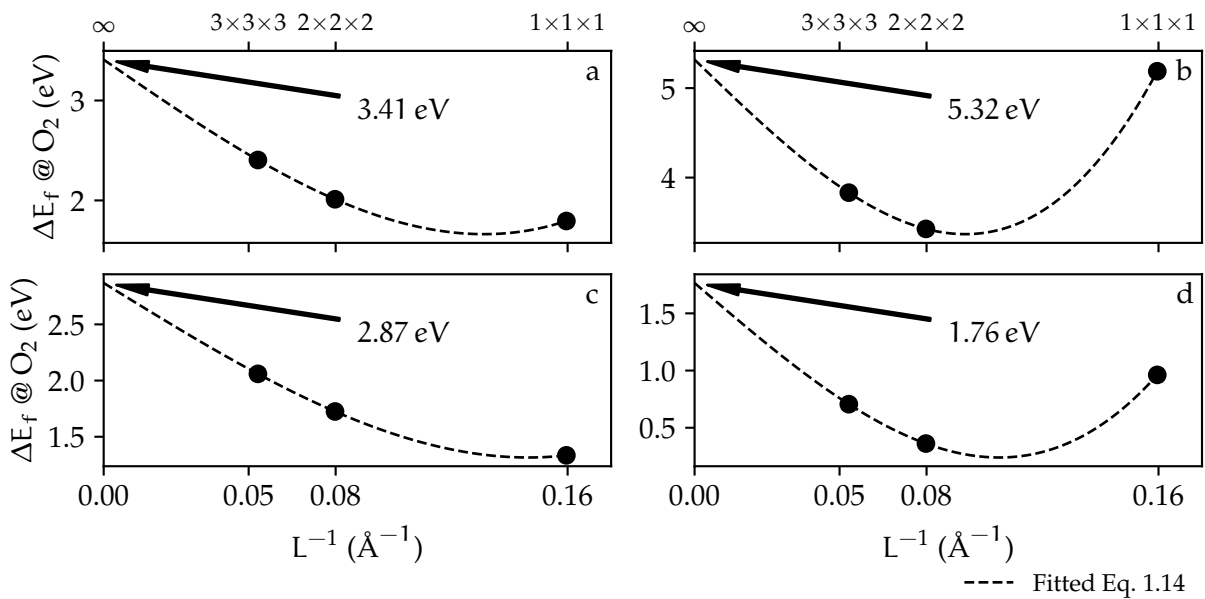 ∞ 3×3×3 2×2×2 1×1×1
∞ 3×3×3 2×2×2 1×1×1
a
3
2
ΔE_f @ O₂ (eV)
3.41 eV
b
5
4
5.32 eV
c
2.5
2.0
1.5
ΔE_f @ O₂ (eV)
2.87 eV
d
1.5
1.0
0.5
1.76 eV
0.00 0.05 0.08 0.16
L⁻¹ (Å⁻¹)
0.00 0.05 0.08 0.16
L⁻¹ (Å⁻¹)
Fitted Eq. 1.14